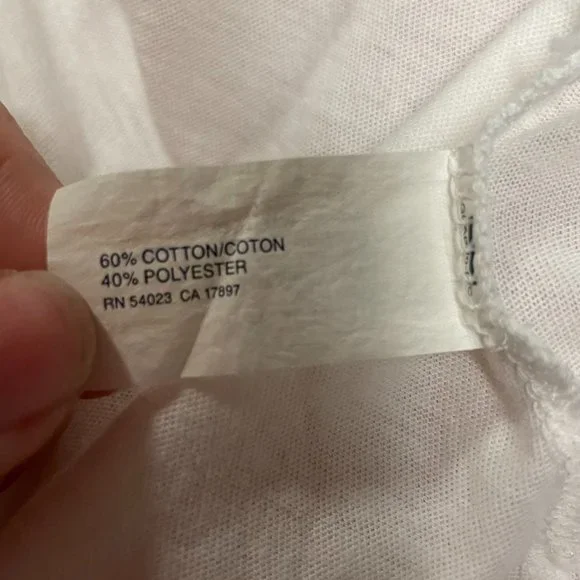 60% COTTON/COTON
40% POLYESTER
RN 54023 CA 17897